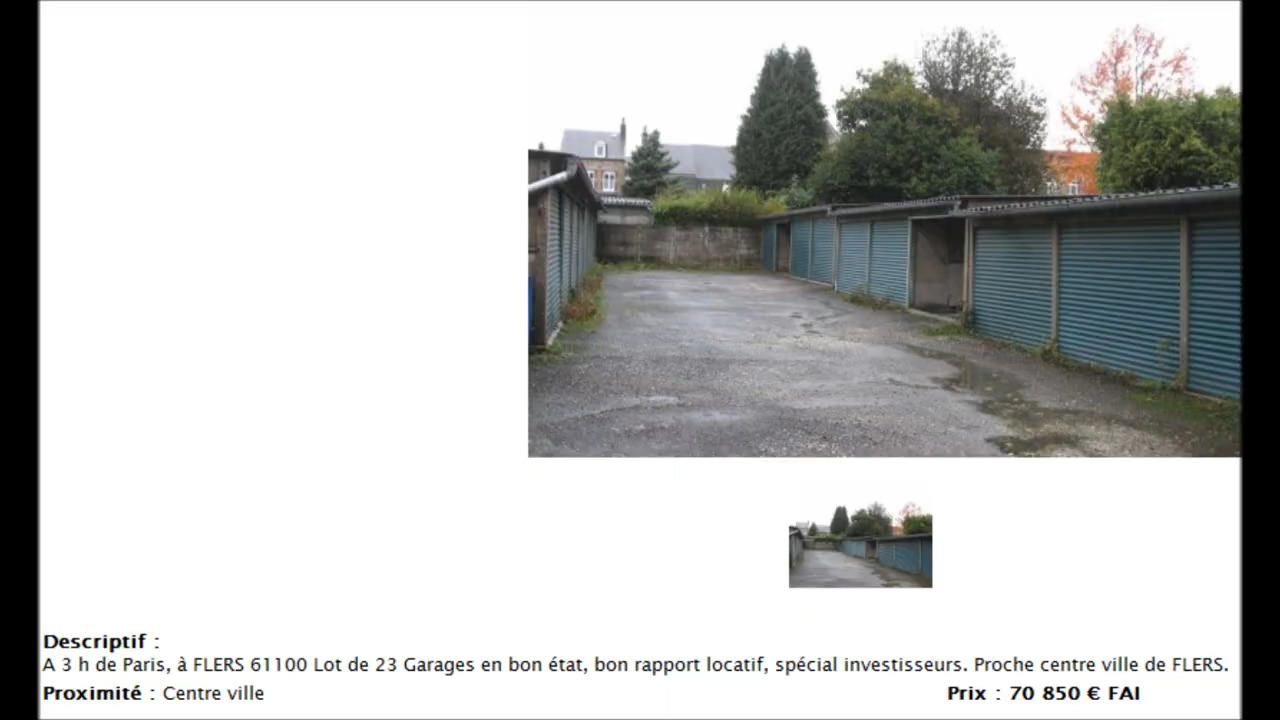 Descriptif :
A 3 h de Paris, à FLERS 61100 Lot de 23 Garages en bon état, bon rapport locatif, spécial investisseurs. Proche centre ville de FLERS.
Proximité : Centre ville
Prix : 70 850 € FAI